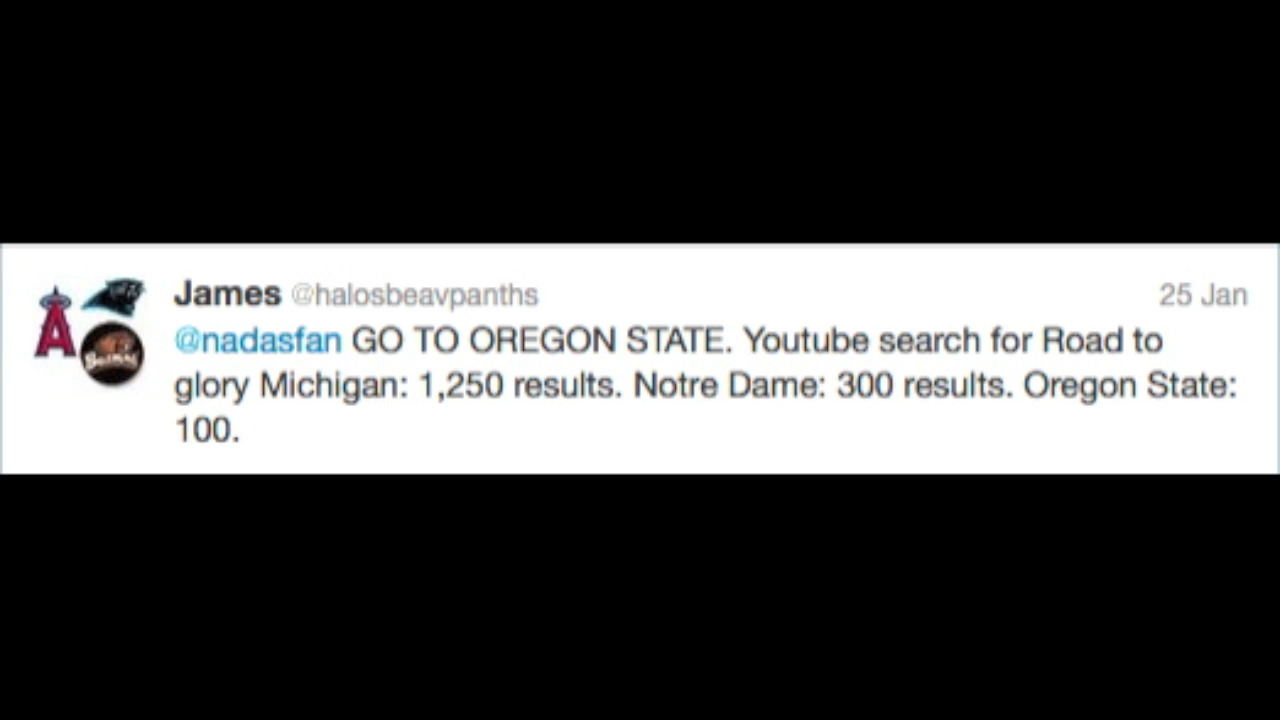 James @halosbeavpanths 25 Jan
@nadasfan GO TO OREGON STATE. Youtube search for Road to
glory Michigan: 1,250 results. Notre Dame: 300 results. Oregon State:
100.